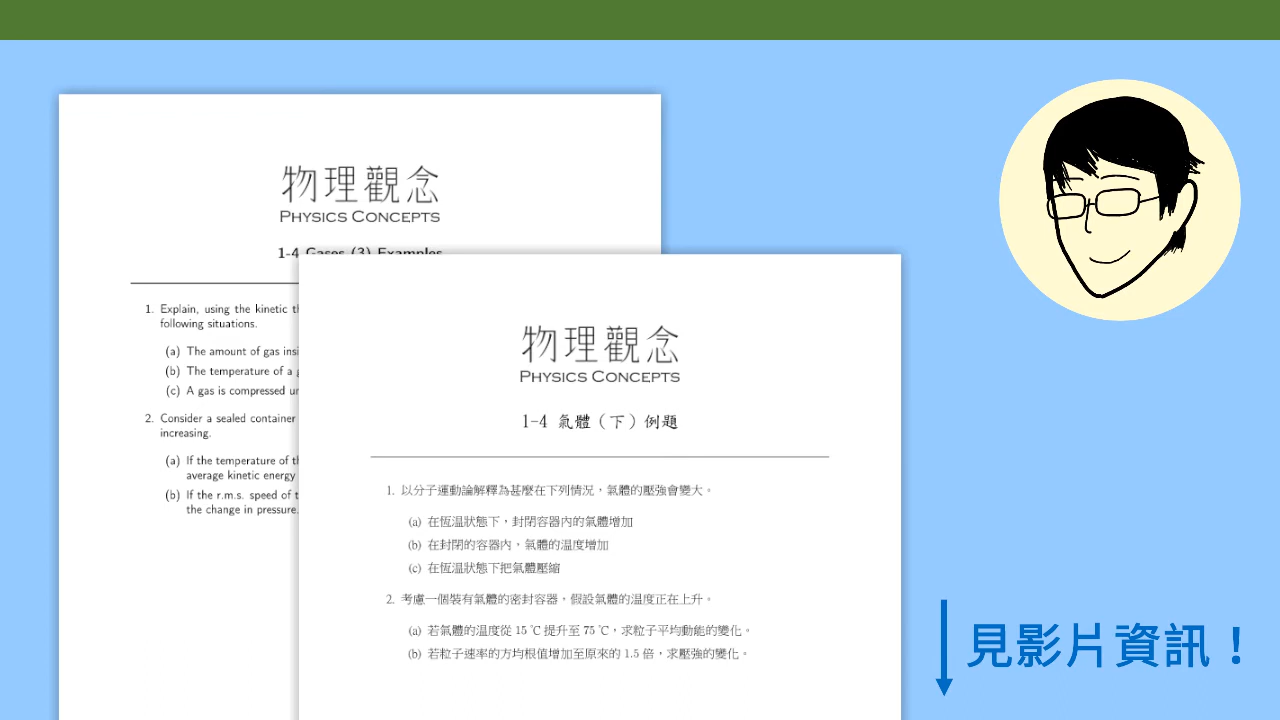 物理觀念
PHYSICS CONCEPTS
1-4 Gases (3) Examples
1. Explain, using the kinetic
following situations.
(a) The amount of gas
(b) The temperature of a
(c) A gas is compressed
2. Consider a sealed container
increasing.
(a) If the temperature of
average kinetic energy
(b) If the r.m.s. speed of
the change in pressure.
物理觀念
PHYSICS CONCEPTS
1-4 氣體（下）例題
1. 以分子運動論解釋為甚麼在下列情況，氣體的壓強會變大。
(a) 在恆温狀態下，封閉容器內的氣體增加
(b) 在封閉的容器內，氣體的温度增加
(c) 在恆温狀態下把氣體壓縮
2. 考慮一個裝有氣體的密封容器，假設氣體的温度正在上升。
(a) 若氣體的温度從 15 °C 提升至 75 °C，求粒子平均動能的變化。
(b) 若粒子速率的方均根值增加至原來的 1.5 倍，求壓強的變化。
見影片資訊！